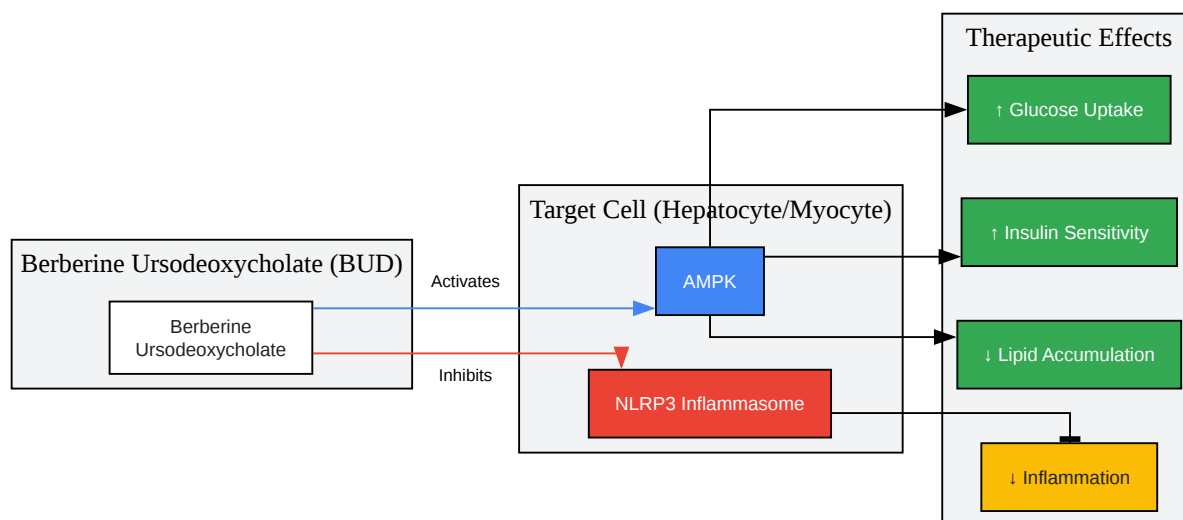 Therapeutic Effects
↑ Glucose Uptake
Target Cell (Hepatocyte/Myocyte)
↑ Insulin Sensitivity
Berberine Ursodeoxycholate (BUD)
Activates
AMPK
Berberine
Ursodeoxycholate
↓ Lipid Accumulation
Inhibits
NLRP3 Inflammasome
↓ Inflammation